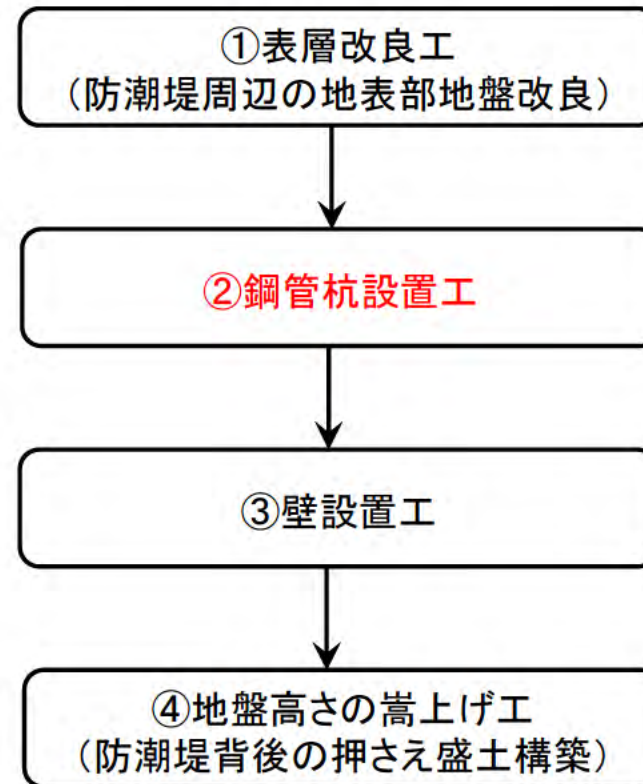 ①表層改良工
（防潮堤周辺の地表部地盤改良）
②鋼管杭設置工
③壁設置工
④地盤高さの嵩上げ工
（防潮堤背後の押さえ盛土構築）